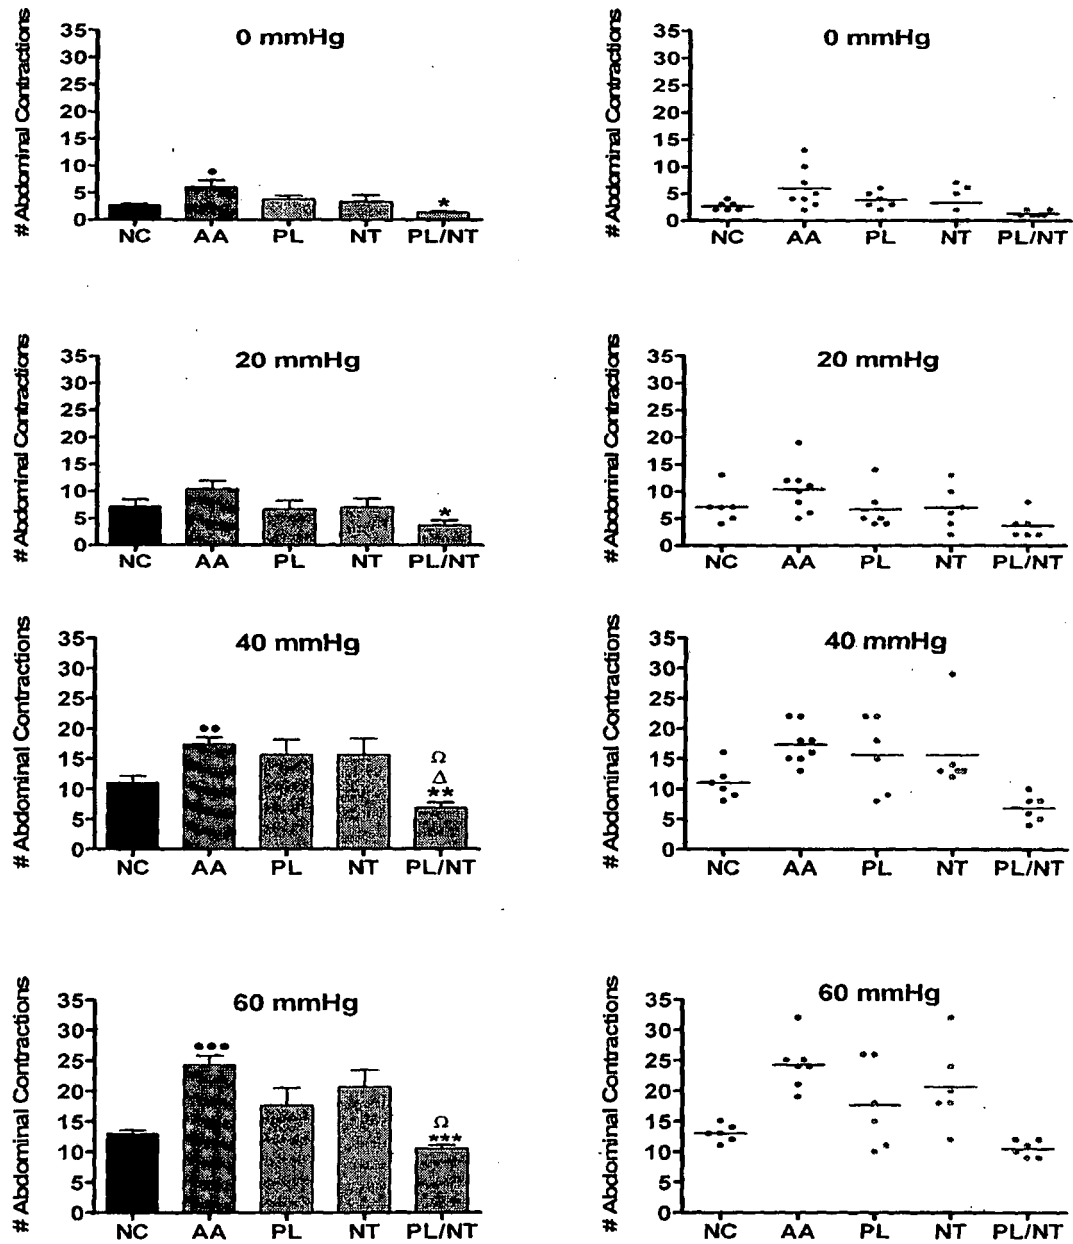 # Abdominal Contractions
0 mmHg
35
30
25
20
15
10
5
0
•
*
NC AA PL NT PL/NT
# Abdominal Contractions
0 mmHg
35
30
25
20
15
10
5
0
NC AA PL NT PL/NT
# Abdominal Contractions
20 mmHg
35
30
25
20
15
10
5
0
*
NC AA PL NT PL/NT
# Abdominal Contractions
20 mmHg
35
30
25
20
15
10
5
0
NC AA PL NT PL/NT
# Abdominal Contractions
40 mmHg
35
30
25
20
15
10
5
0
••
Ω
Δ
**
NC AA PL NT PL/NT
# Abdominal Contractions
40 mmHg
35
30
25
20
15
10
5
0
NC AA PL NT PL/NT
# Abdominal Contractions
60 mmHg
35
30
25
20
15
10
5
0
•••
Ω
***
NC AA PL NT PL/NT
# Abdominal Contractions
60 mmHg
35
30
25
20
15
10
5
0
NC AA PL NT PL/NT